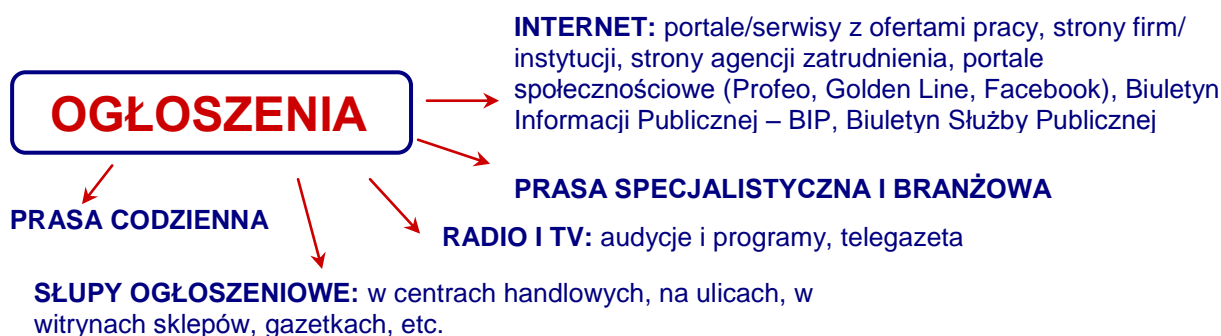 INTERNET: portale/serwisy z ofertami pracy, strony firm/
instytucji, strony agencji zatrudnienia, portale
społecznościowe (Profeo, Golden Line, Facebook), Biuletyn
Informacji Publicznej – BIP, Biuletyn Służby Publicznej
OGŁOSZENIA
PRASA SPECJALISTYCZNA I BRANŻOWA
PRASA CODZIENNA
RADIO I TV: audycje i programy, telegazeta
SŁUPY OGŁOSZENIOWE: w centrach handlowych, na ulicach, w
witrynach sklepów, gazetkach, etc.